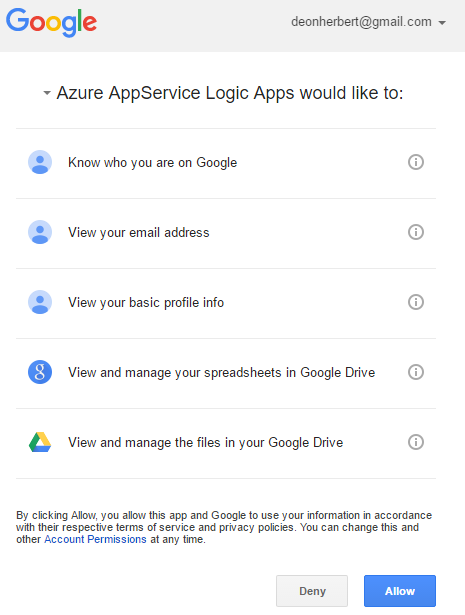 Google
deonherbert@gmail.com
Azure AppService Logic Apps would like to:
Know who you are on Google
View your email address
View your basic profile info
8
View and manage your spreadsheets in Google Drive
View and manage the files in your Google Drive
By clicking Allow, you allow this app and Google to use your information in accordance
with their respective terms of service and privacy policies. You can change this and
other Account Permissions at any time.
Deny
Allow